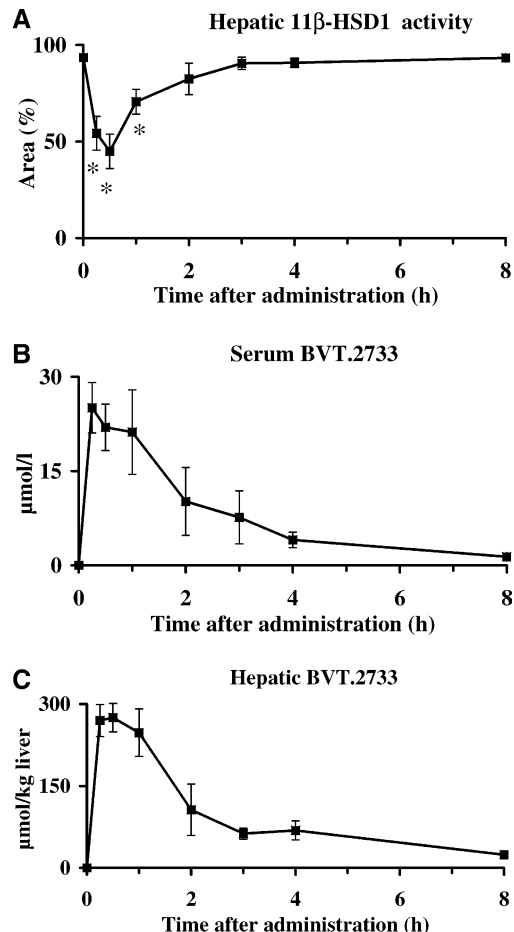 A
Hepatic 11β-HSD1 activity
100
50
0
Area (%)
*
*
*
0 2 4 6 8
Time after administration (h)
B
Serum BVT.2733
30
15
0
μmol/l
0 2 4 6 8
Time after administration (h)
C
Hepatic BVT.2733
300
150
0
μmol/kg liver
0 2 4 6 8
Time after administration (h)